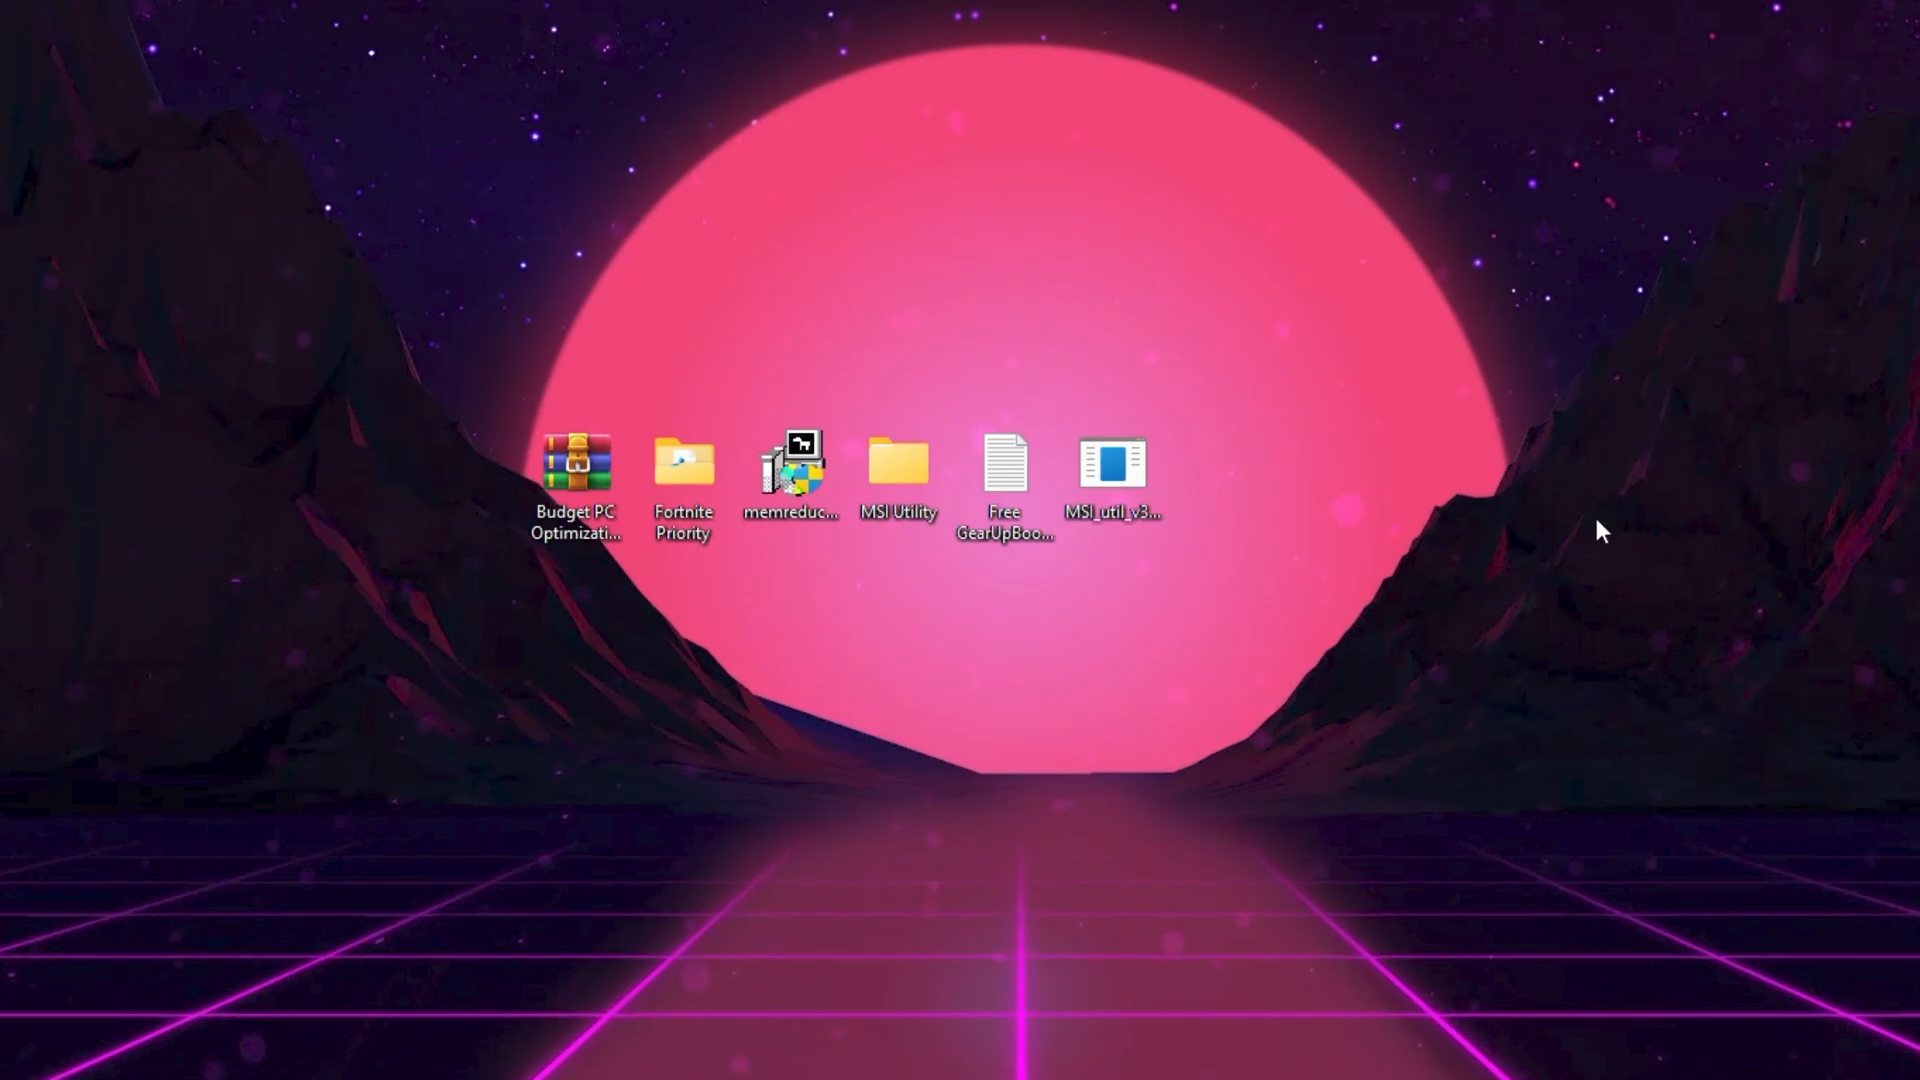 Budget PC
Optimizati...
Fortnite
Priority
memreduc...
MSI Utility
Free
GearUpBoo...
MSI_util_v3...